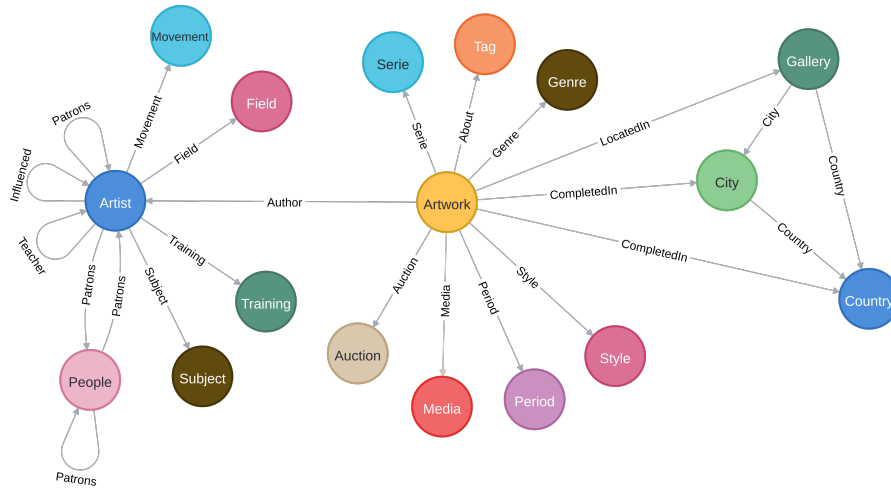 Movement
Serie
Tag
Genre
Gallery
Field
Patrons
Movement
Field
Influenced
Teacher
Artist
Author
Artwork
Serie
About
Genre
LocatedIn
City
City
Country
CompletedIn
CompletedIn
Country
Country
Training
Subject
Patrons
Patrons
Training
Subject
People
Patrons
Auction
Media
Period
Style
Auction
Media
Period
Style